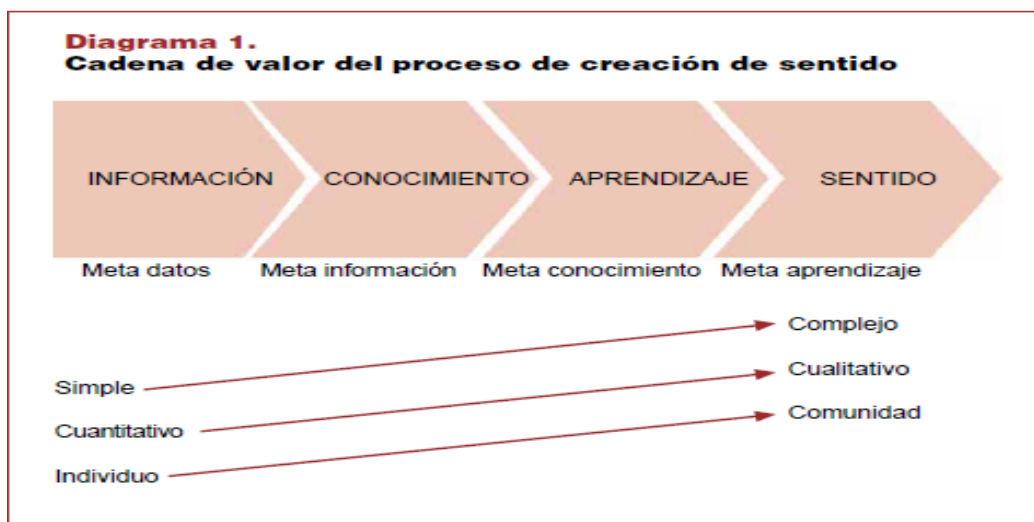 Diagrama 1.
Cadena de valor del proceso de creación de sentido
INFORMACIÓN CONOCIMIENTO APRENDIZAJE SENTIDO
Meta datos Meta información Meta conocimiento Meta aprendizaje
Complejo
Simple
Cualitativo
Cuantitativo
Comunidad
Individuo